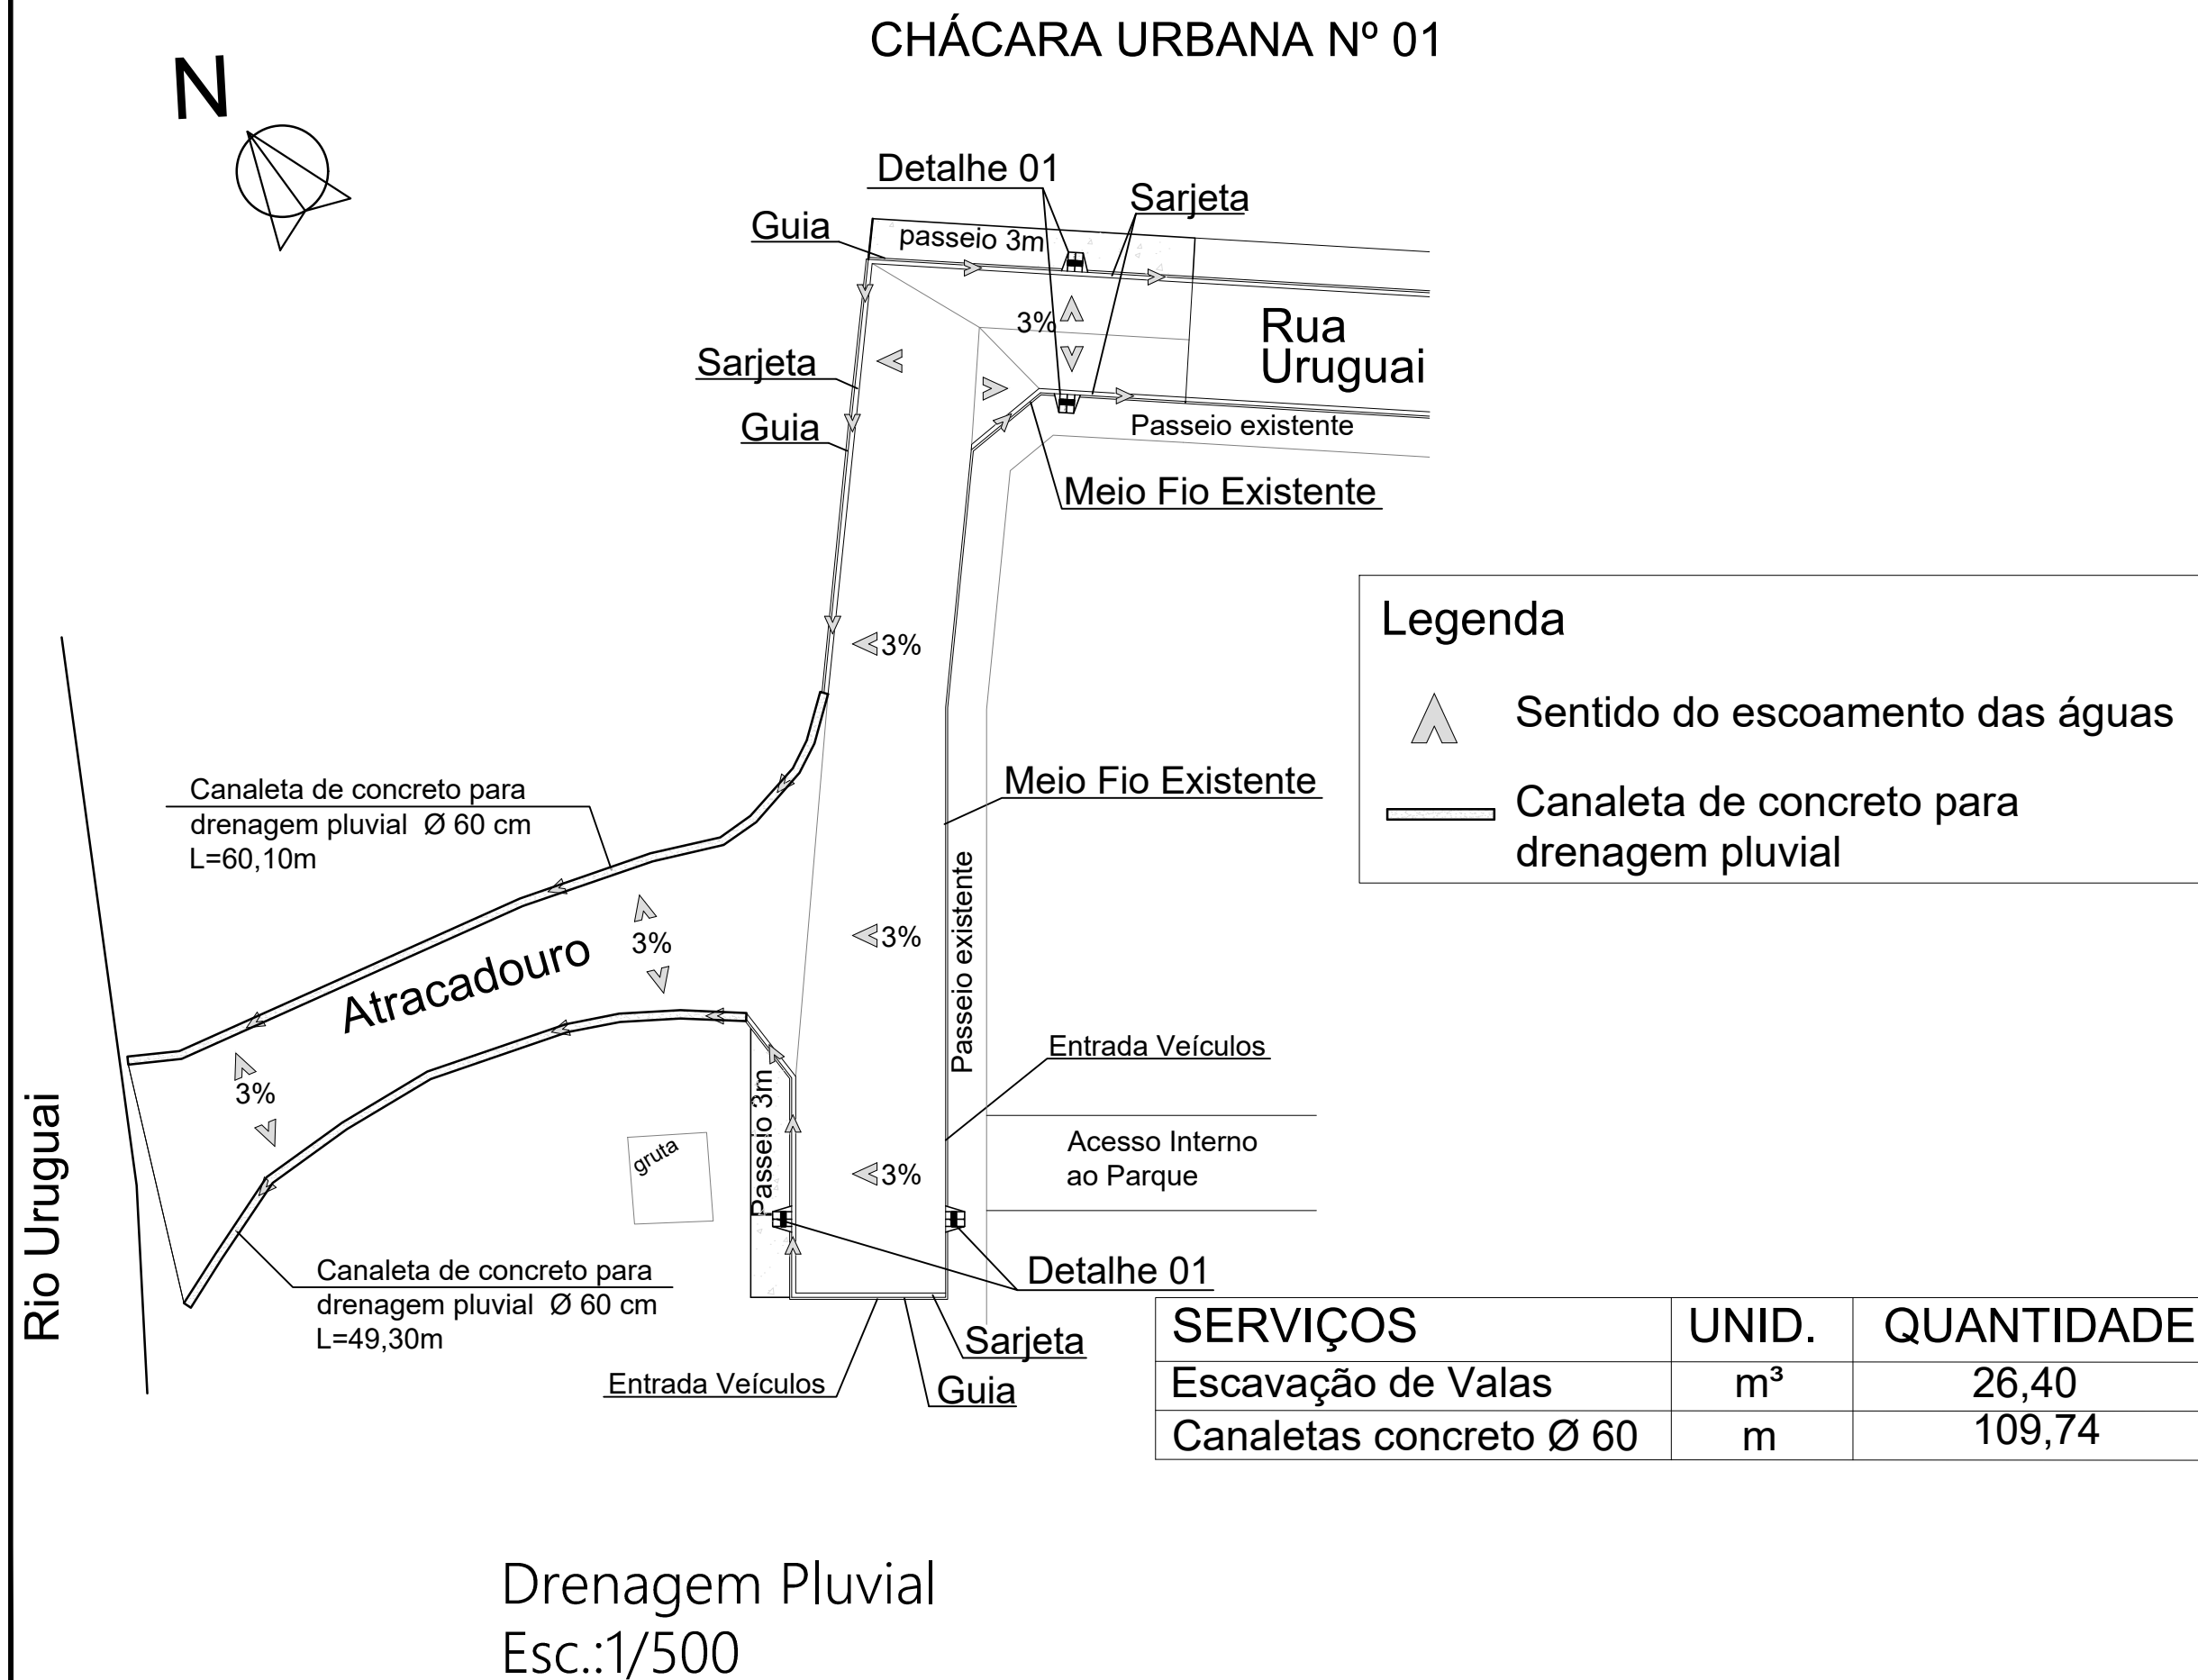 CHÁCARA URBANA Nº 01
N
Detalhe 01
Sarjeta
Guia
passeio 3m
3%
Rua
Uruguai
Sarjeta
Guia
Passeio existente
Meio Fio Existente
Legenda
Sentido do escoamento das águas
Canaleta de concreto para
drenagem pluvial
3%
Meio Fio Existente
Canaleta de concreto para
drenagem pluvial Ø 60 cm
L=60,10m
Passeio existente
3%
3%
Atracadouro
Entrada Veículos
3%
Passeio 3m
Rio Uruguai
gruta
Acesso Interno
ao Parque
3%
Detalhe 01
Canaleta de concreto para
drenagem pluvial Ø 60 cm
L=49,30m
Sarjeta
Entrada Veículos
Guia
SERVIÇOS UNID. QUANTIDADE
Escavação de Valas m³ 26,40
Canaletas concreto Ø 60 m 109,74
Drenagem Pluvial
Esc.:1/500